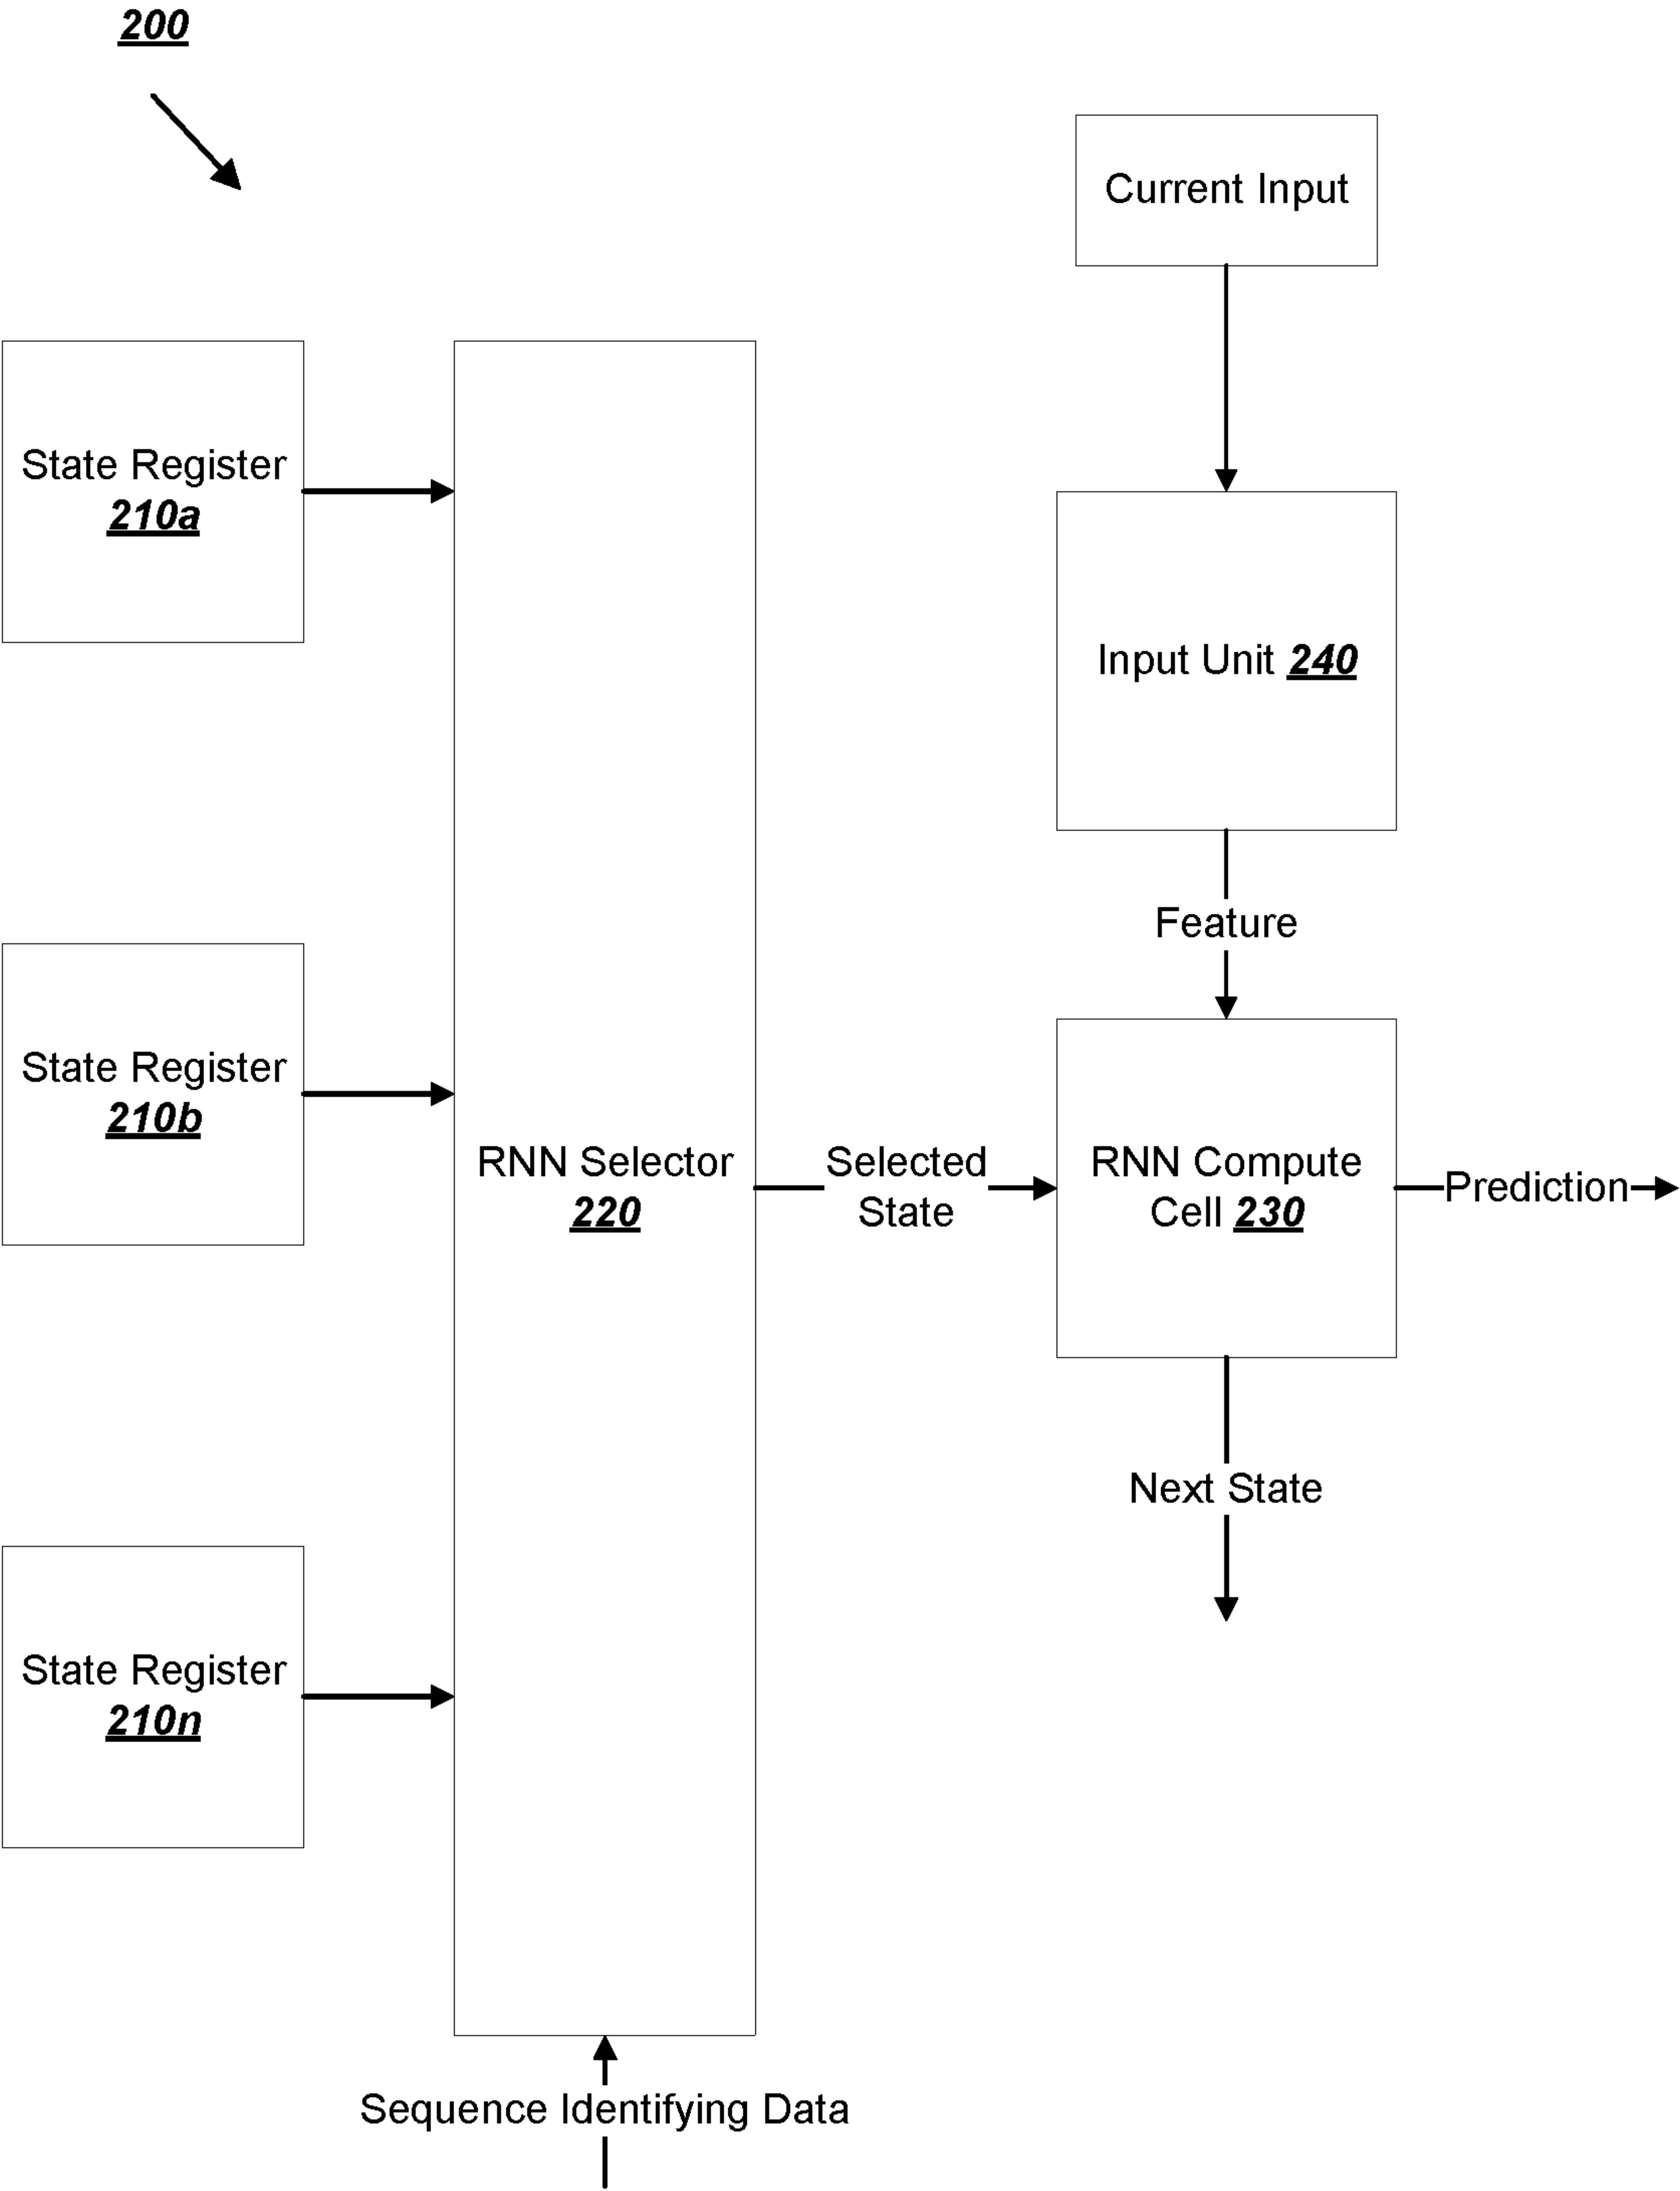 200
Current Input
State Register
210a
Input Unit 240
Feature
State Register
210b
RNN Selector
220
Selected
State
RNN Compute
Cell 230
Prediction
Next State
State Register
210n
Sequence Identifying Data